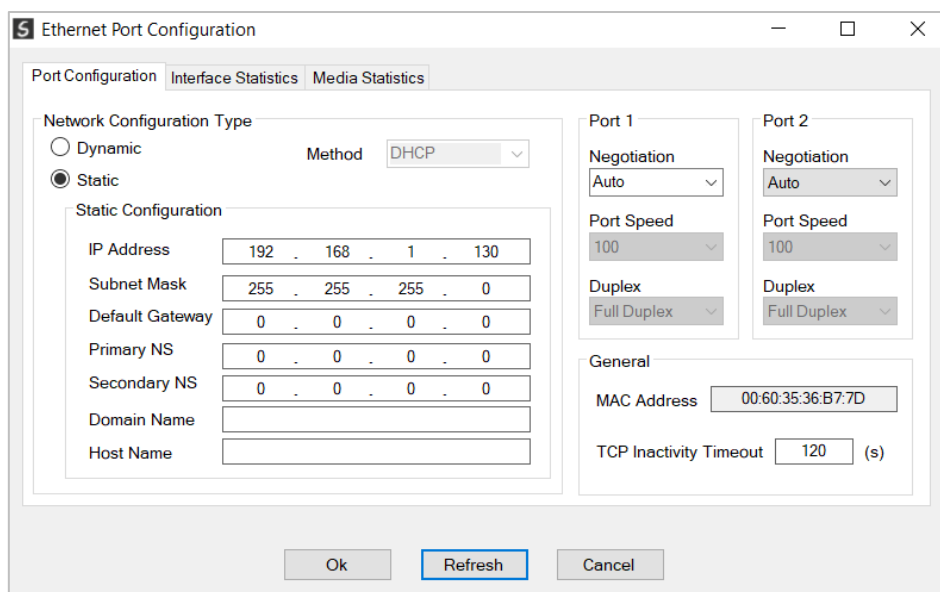 S Ethernet Port Configuration
Port Configuration Interface Statistics Media Statistics
Network Configuration Type
Dynamic
Method DHCP
Static
Static Configuration
IP Address 192 . 168 . 1 . 130
Subnet Mask 255 . 255 . 255 . 0
Default Gateway 0 . 0 . 0 . 0
Primary NS 0 . 0 . 0 . 0
Secondary NS 0 . 0 . 0 . 0
Domain Name
Host Name
Port 1
Negotiation
Auto
Port Speed
100
Duplex
Full Duplex
Port 2
Negotiation
Auto
Port Speed
100
Duplex
Full Duplex
General
MAC Address 00:60:35:36:B7:7D
TCP Inactivity Timeout 120 (s)
Ok Refresh Cancel